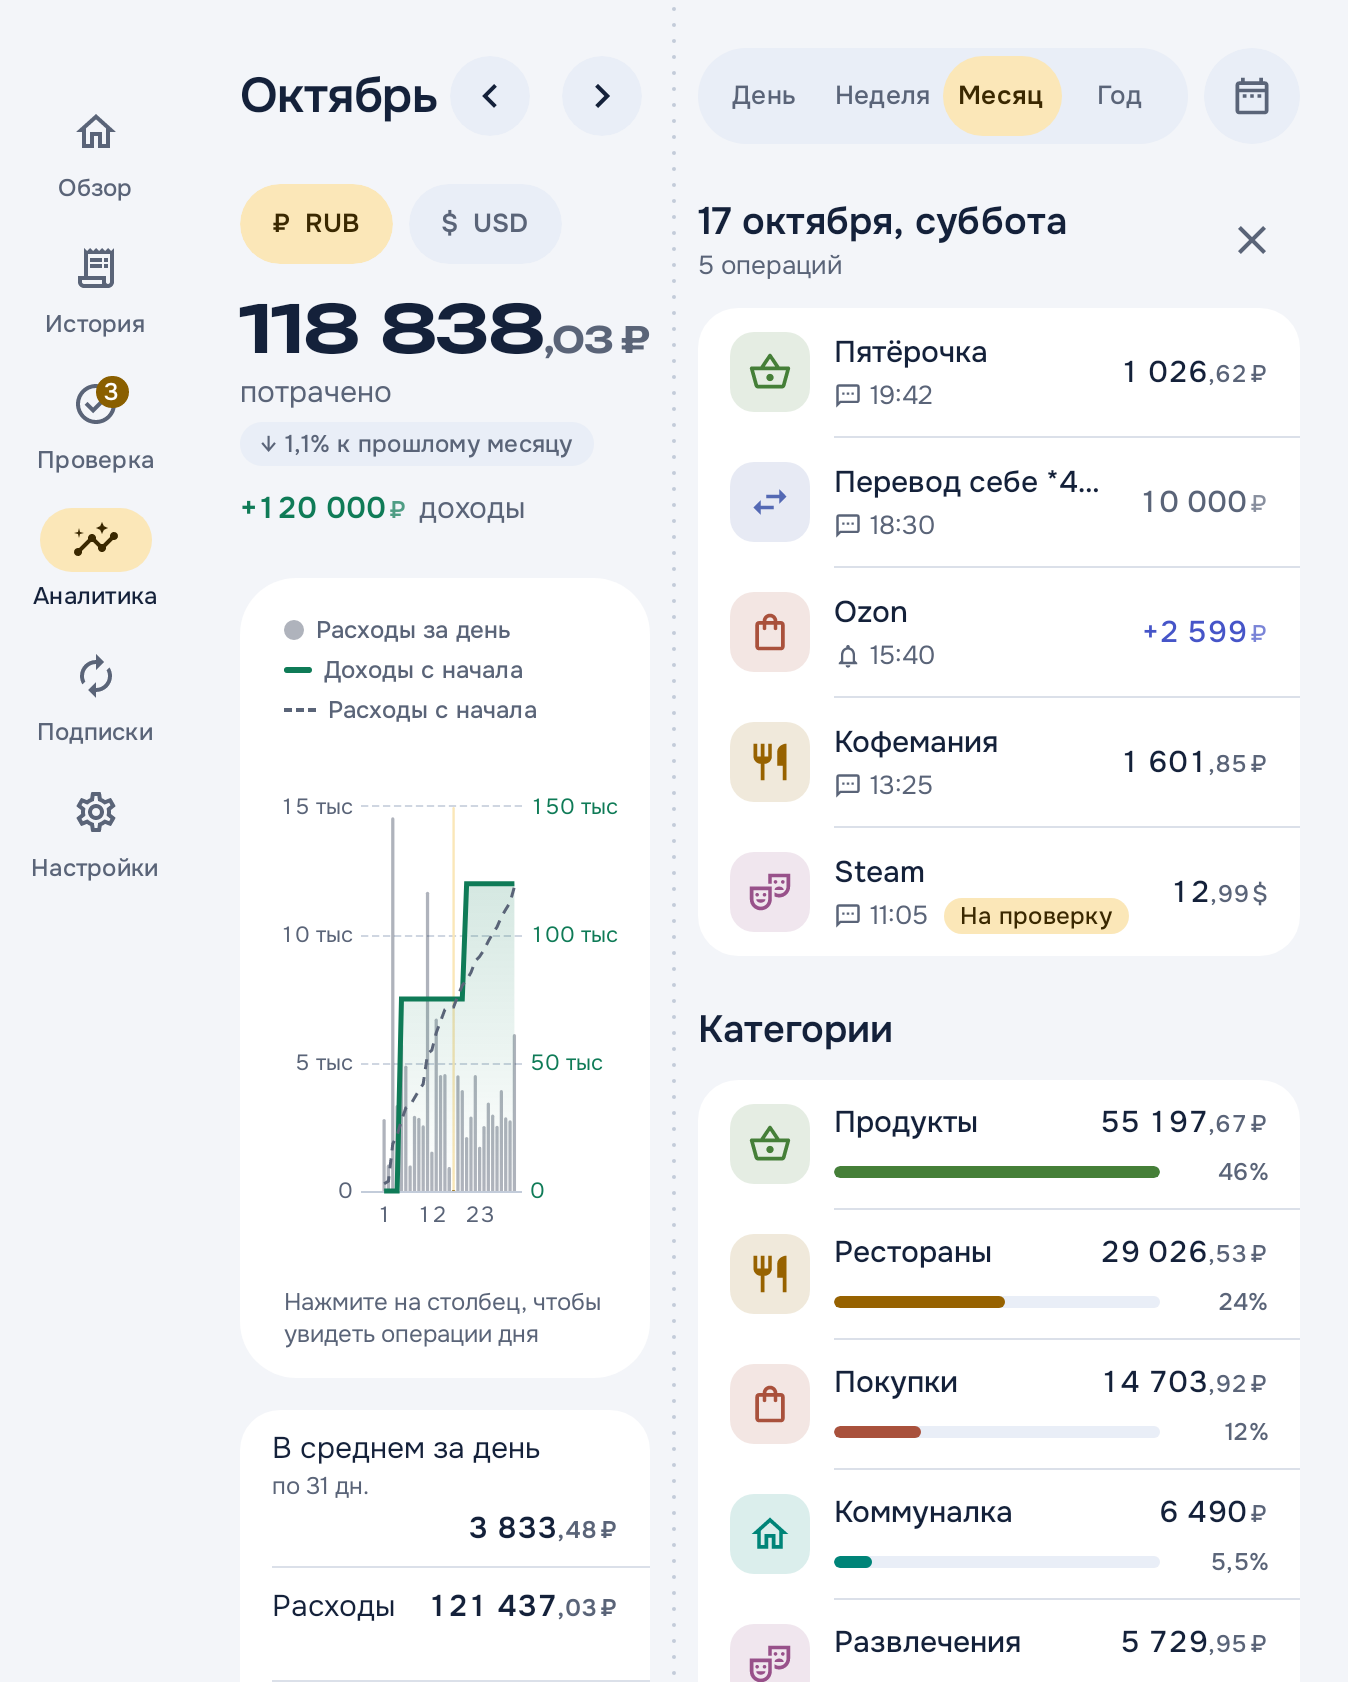 Обзор
История
3
Проверка
Аналитика
Подписки
Настройки
Октябрь
₽ RUB
$ USD
118 838,03 ₽
потрачено
↓ 1,1% к прошлому месяцу
+120 000 ₽ доходы
Расходы за день
Доходы с начала
Расходы с начала
15 тыс
150 тыс
10 тыс
100 тыс
5 тыс
50 тыс
0
0
1
12
23
Нажмите на столбец, чтобы
увидеть операции дня
В среднем за день
по 31 дн.
3 833,48 ₽
Расходы
121 437,03 ₽
День
Неделя
Месяц
Год
17 октября, суббота
5 операций
Пятёрочка
19:42
1 026,62 ₽
Перевод себе *4...
18:30
10 000 ₽
Ozon
15:40
+2 599 ₽
Кофемания
13:25
1 601,85 ₽
Steam
11:05
На проверку
12,99 $
Категории
Продукты
55 197,67 ₽
46%
Рестораны
29 026,53 ₽
24%
Покупки
14 703,92 ₽
12%
Коммуналка
6 490 ₽
5,5%
Развлечения
5 729,95 ₽